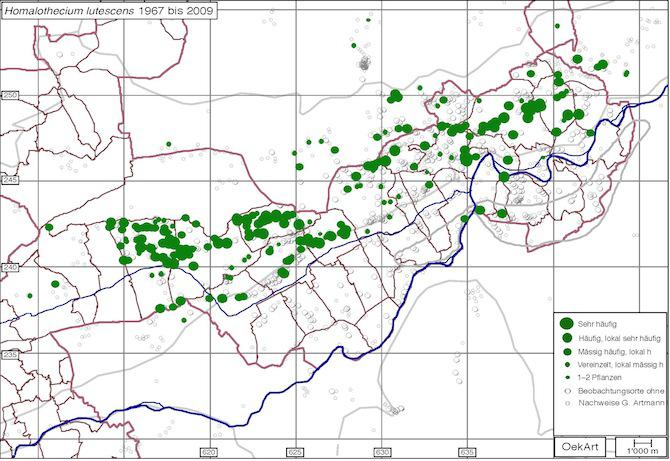 Homalothecium lutescens 1967 bis 2009
250
245
240
235
620
625
630
635
Sehr häufig
Häufig, lokal sehr häufig
Mässig häufig, lokal h
Vereinzelt, lokal mässig h
1–2 Pflanzen
Beobachtungsorte ohne
Nachweise G. Artmann
OekArt
1'000 m